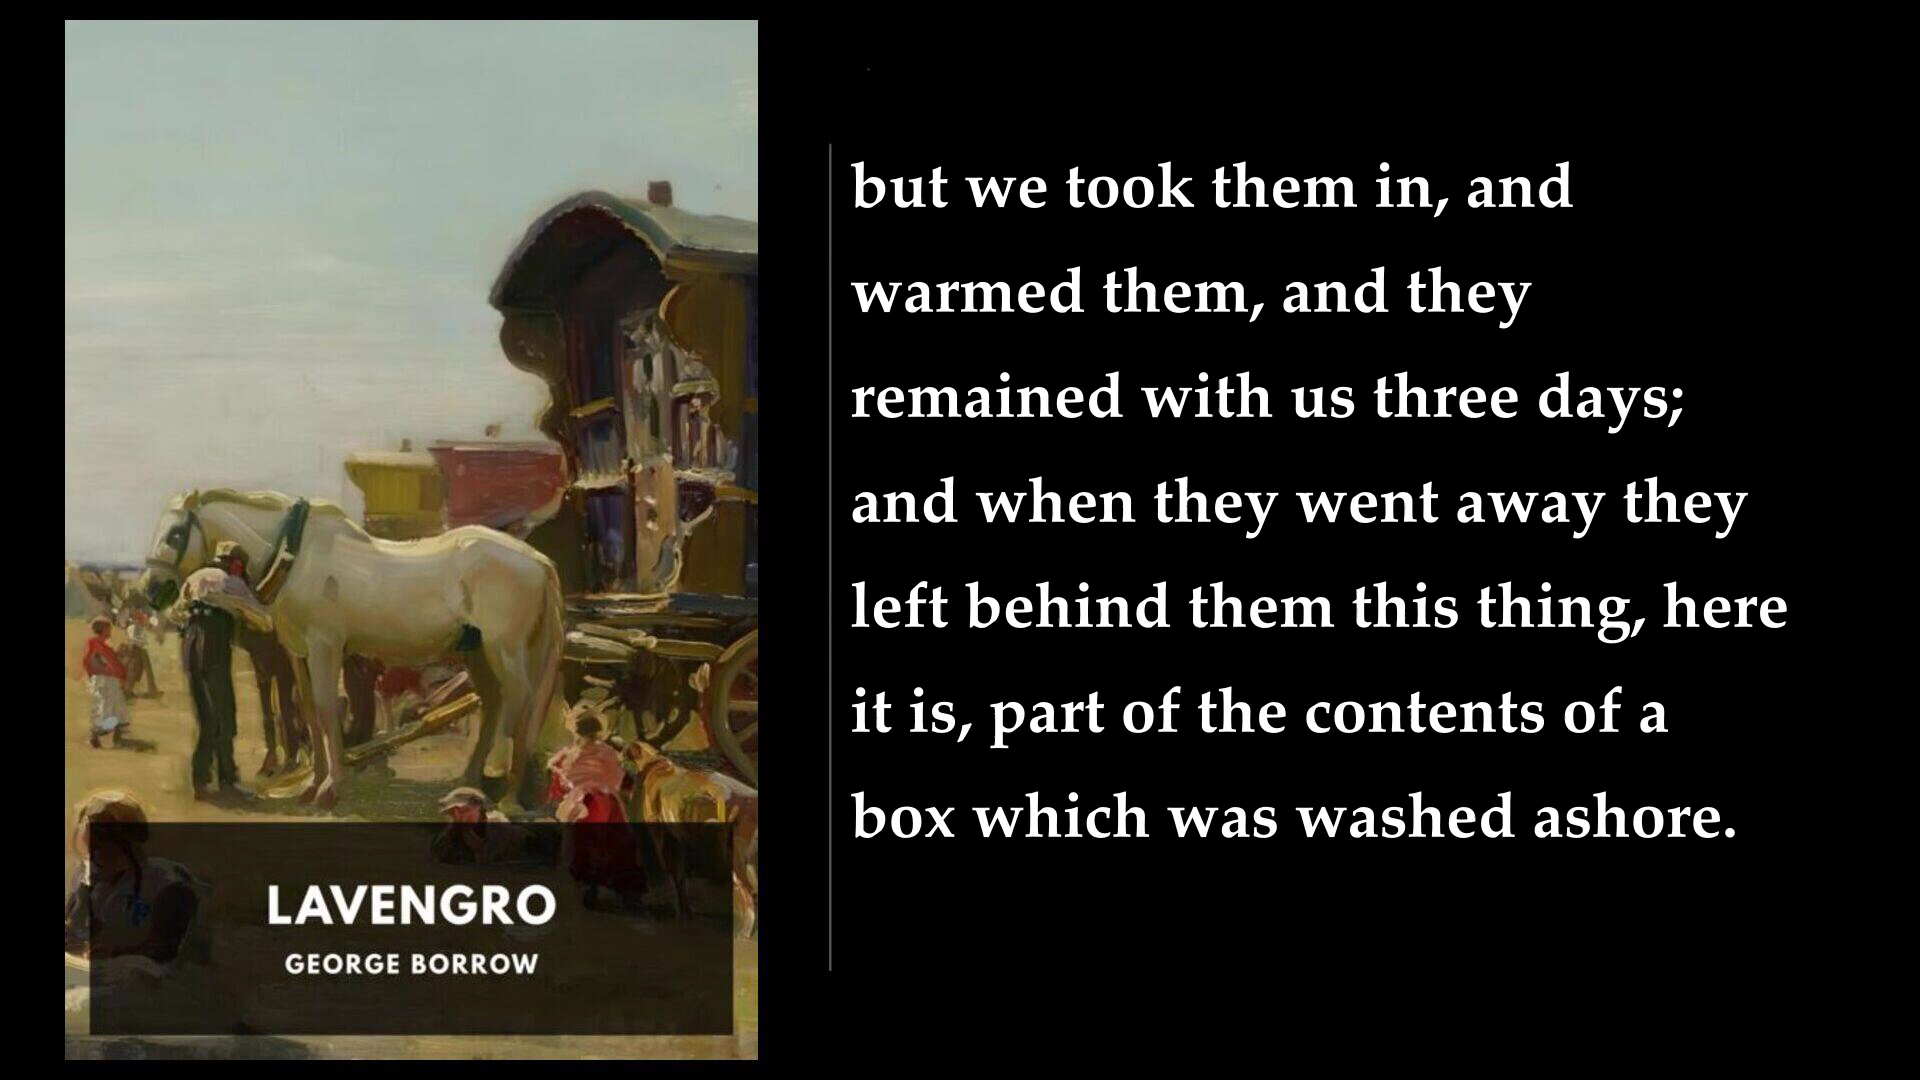 but we took them in, and
warmed them, and they
remained with us three days;
and when they went away they
left behind them this thing, here
it is, part of the contents of a
box which was washed ashore.
LAVENGRO
GEORGE BORROW